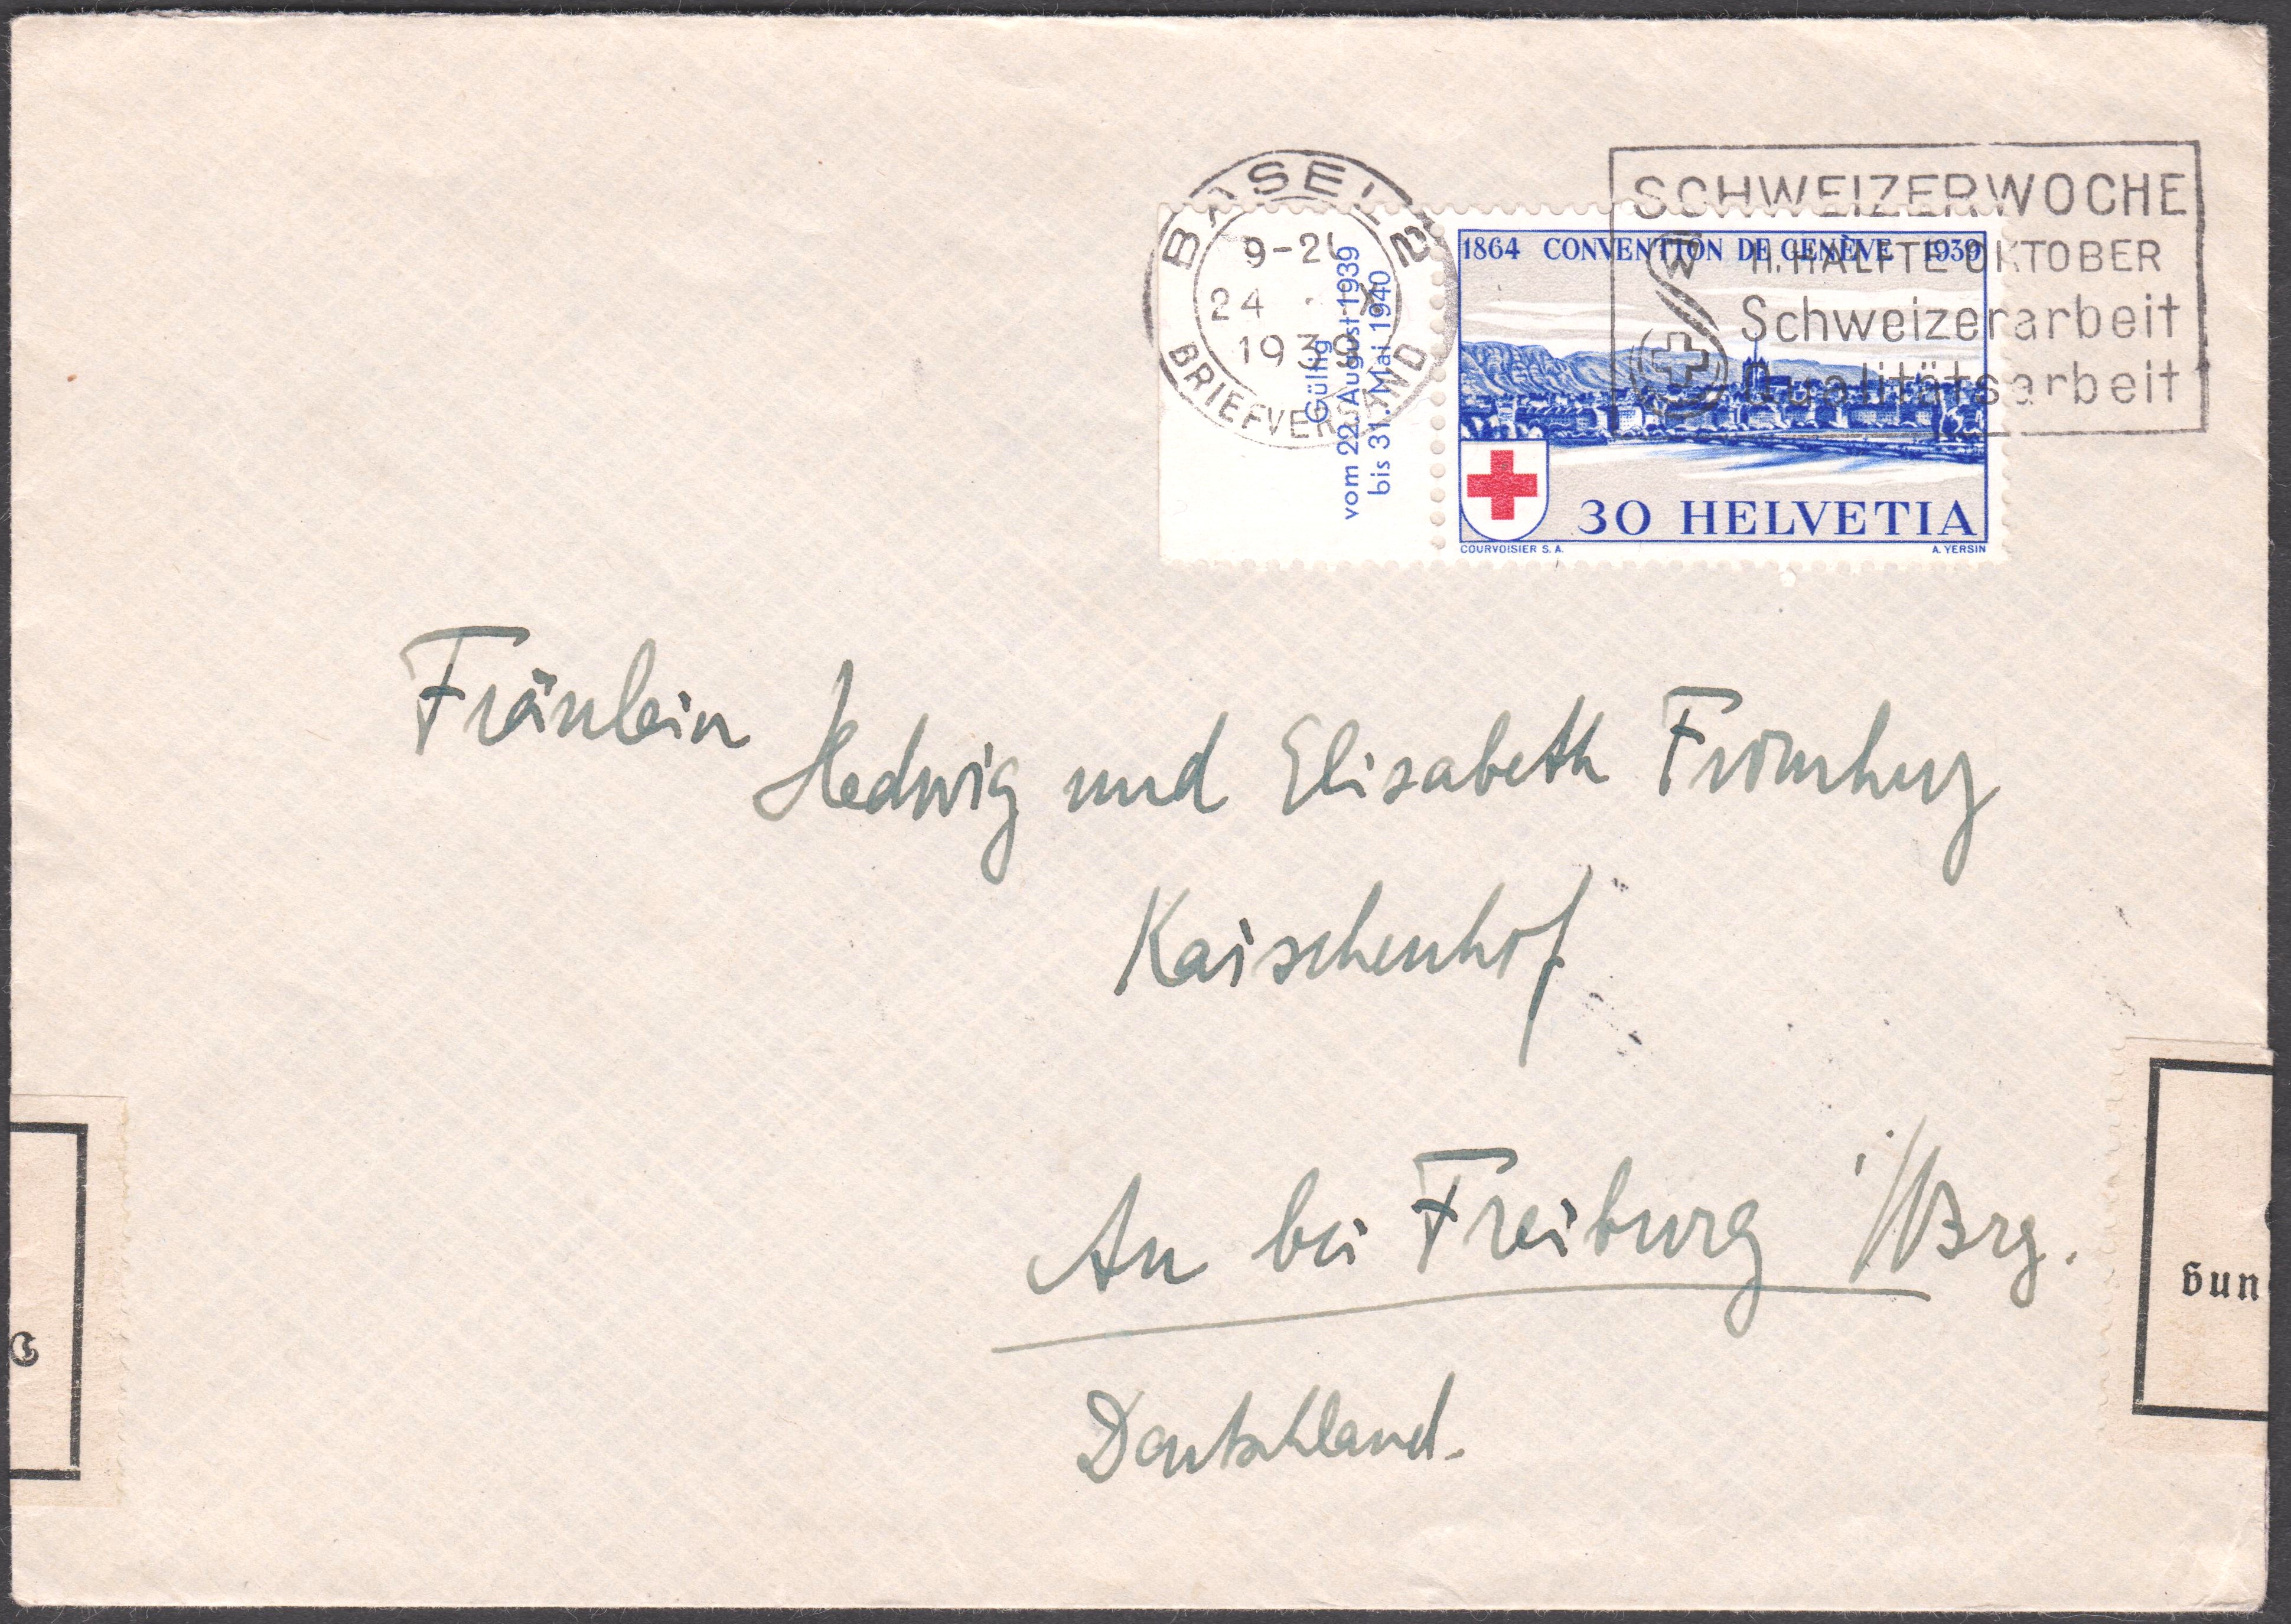 BASEL 2
9-20
24 . X
1939
BRIEFVERSAND
SCHWEIZERWOCHE
II. HÄLFTE OKTOBER
Schweizerarbeit
Qualitätsarbeit
Gültig
vom 22. August 1939
bis 31. Mai 1940
1864 CONVENTION DE GENÈVE 1939
30 HELVETIA
COURVOISIER S. A. A. YERSIN
Fräulein
Hedwig und Elisabeth
Kaischenhof
Au bei Freiburg i/Brg.
Deutschland.